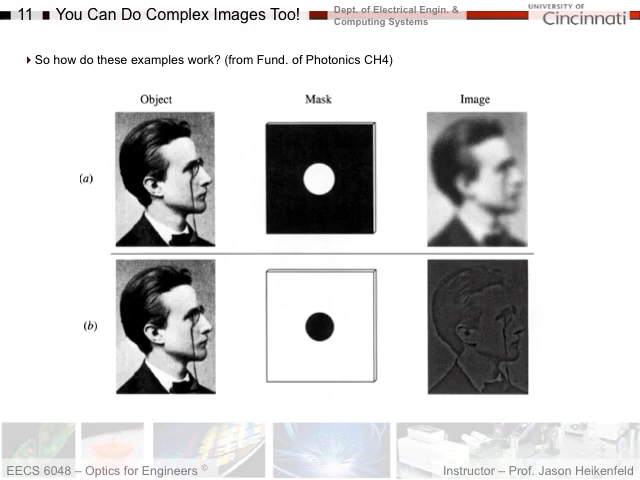 11 You Can Do Complex Images Too!
Dept. of Electrical Engin. &
Computing Systems
UNIVERSITY OF
Cincinnati
So how do these examples work? (from Fund. of Photonics CH4)
Object Mask Image
(a)
(b)
EECS 6048 – Optics for Engineers ©
Instructor – Prof. Jason Heikenfeld